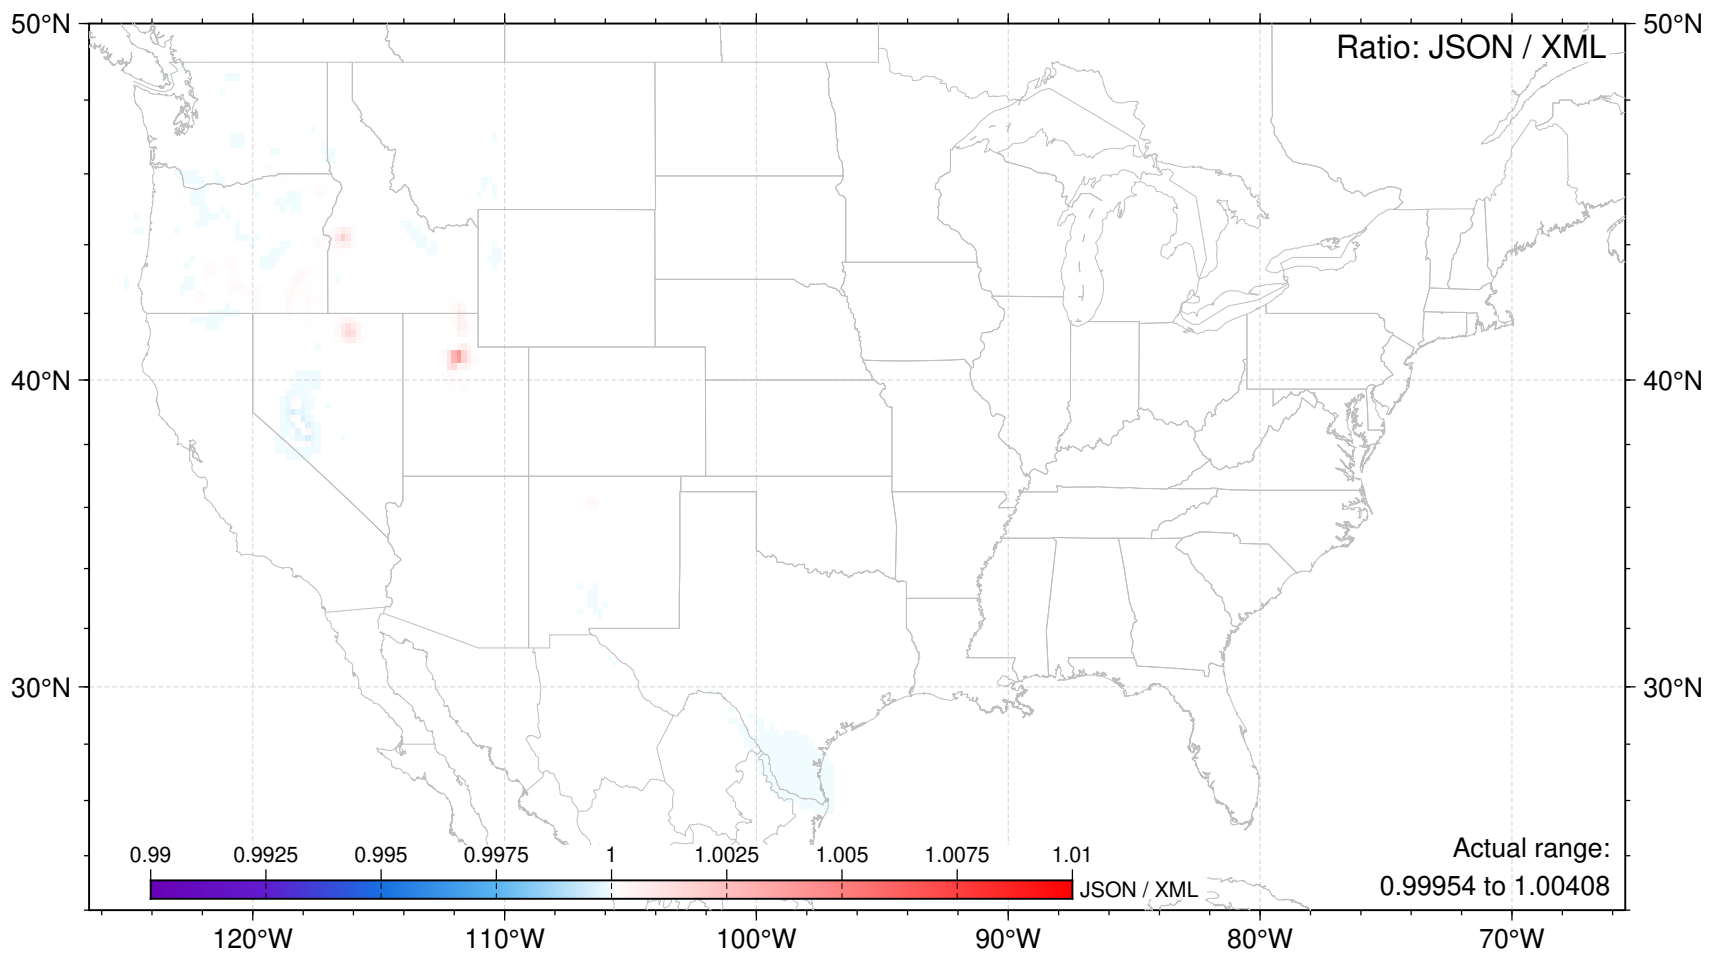 50°N
50°N
Ratio: JSON / XML
40°N
40°N
30°N
30°N
Actual range:
0.99 0.9925 0.995 0.9975 1 1.0025 1.005 1.0075 1.01
JSON / XML
0.99954 to 1.00408
120°W 110°W 100°W 90°W 80°W 70°W